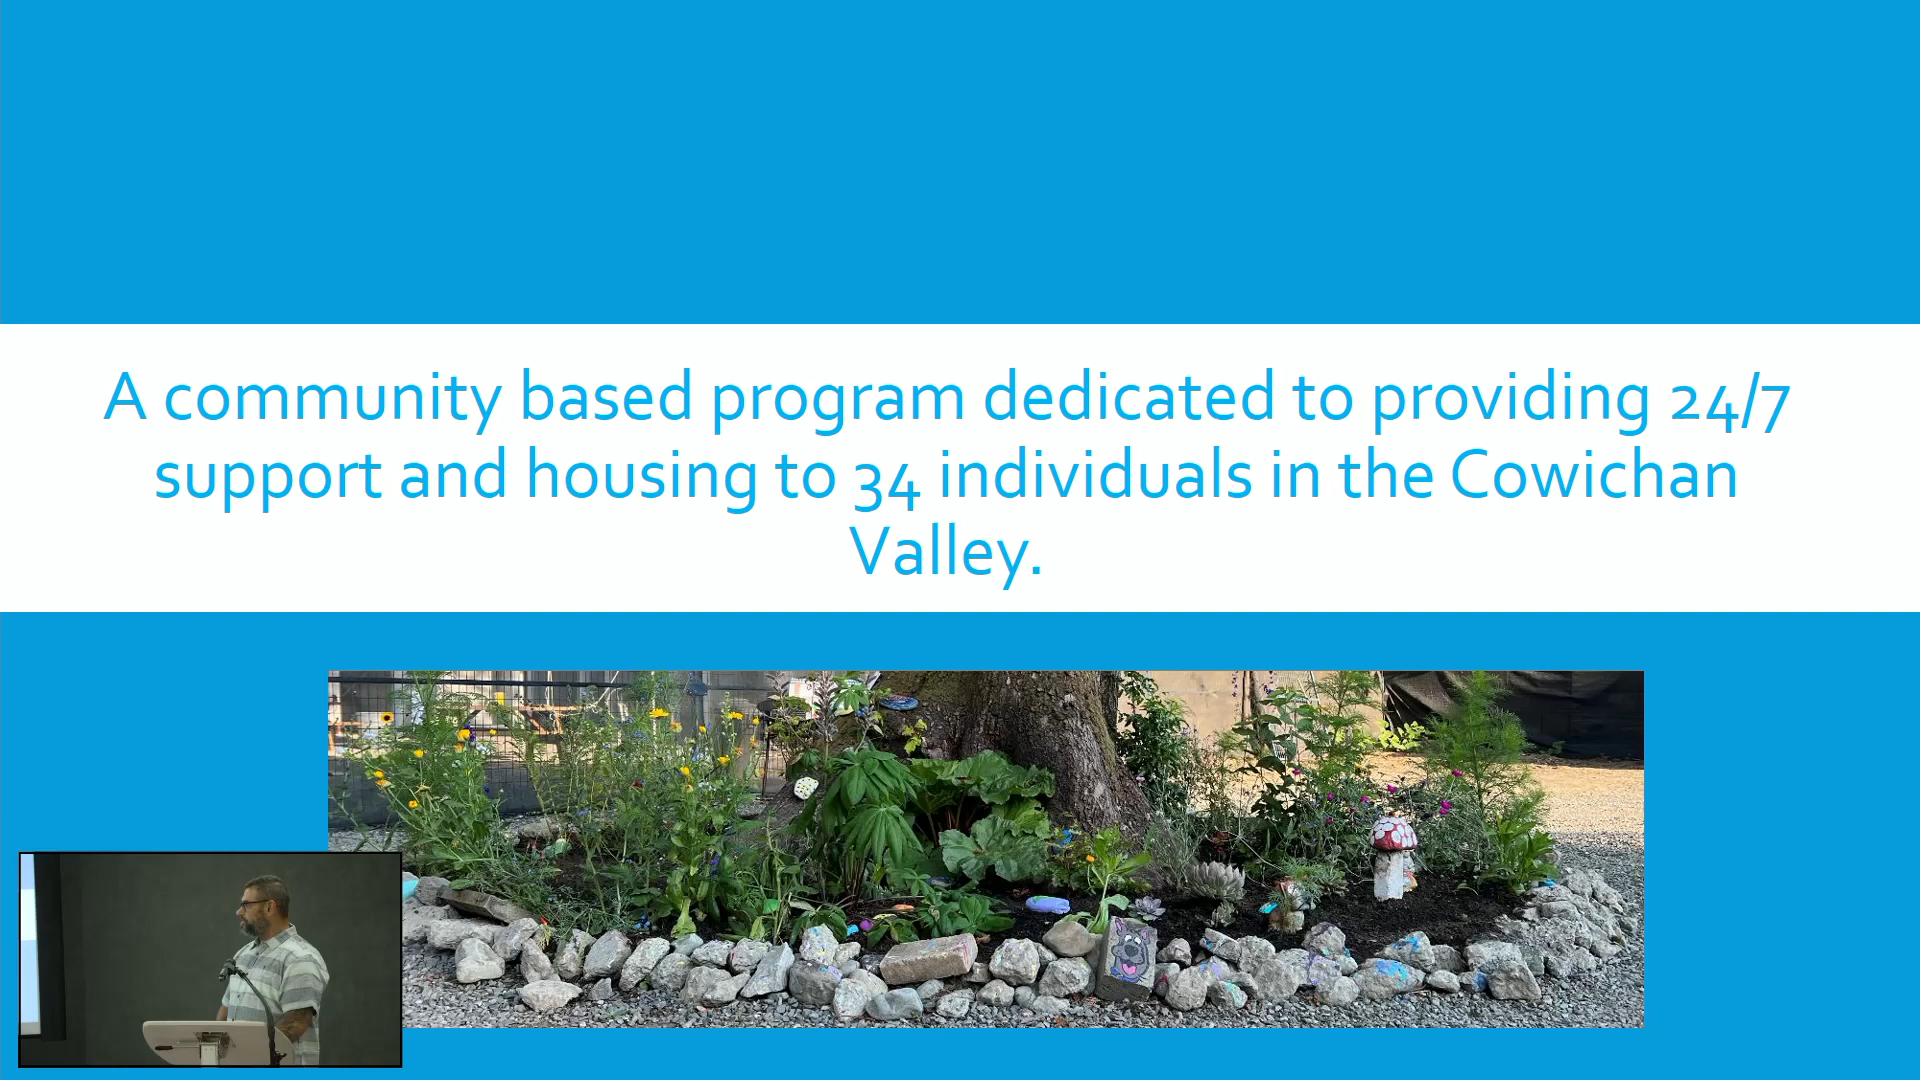 A community based program dedicated to providing 24/7
support and housing to 34 individuals in the Cowichan
Valley.